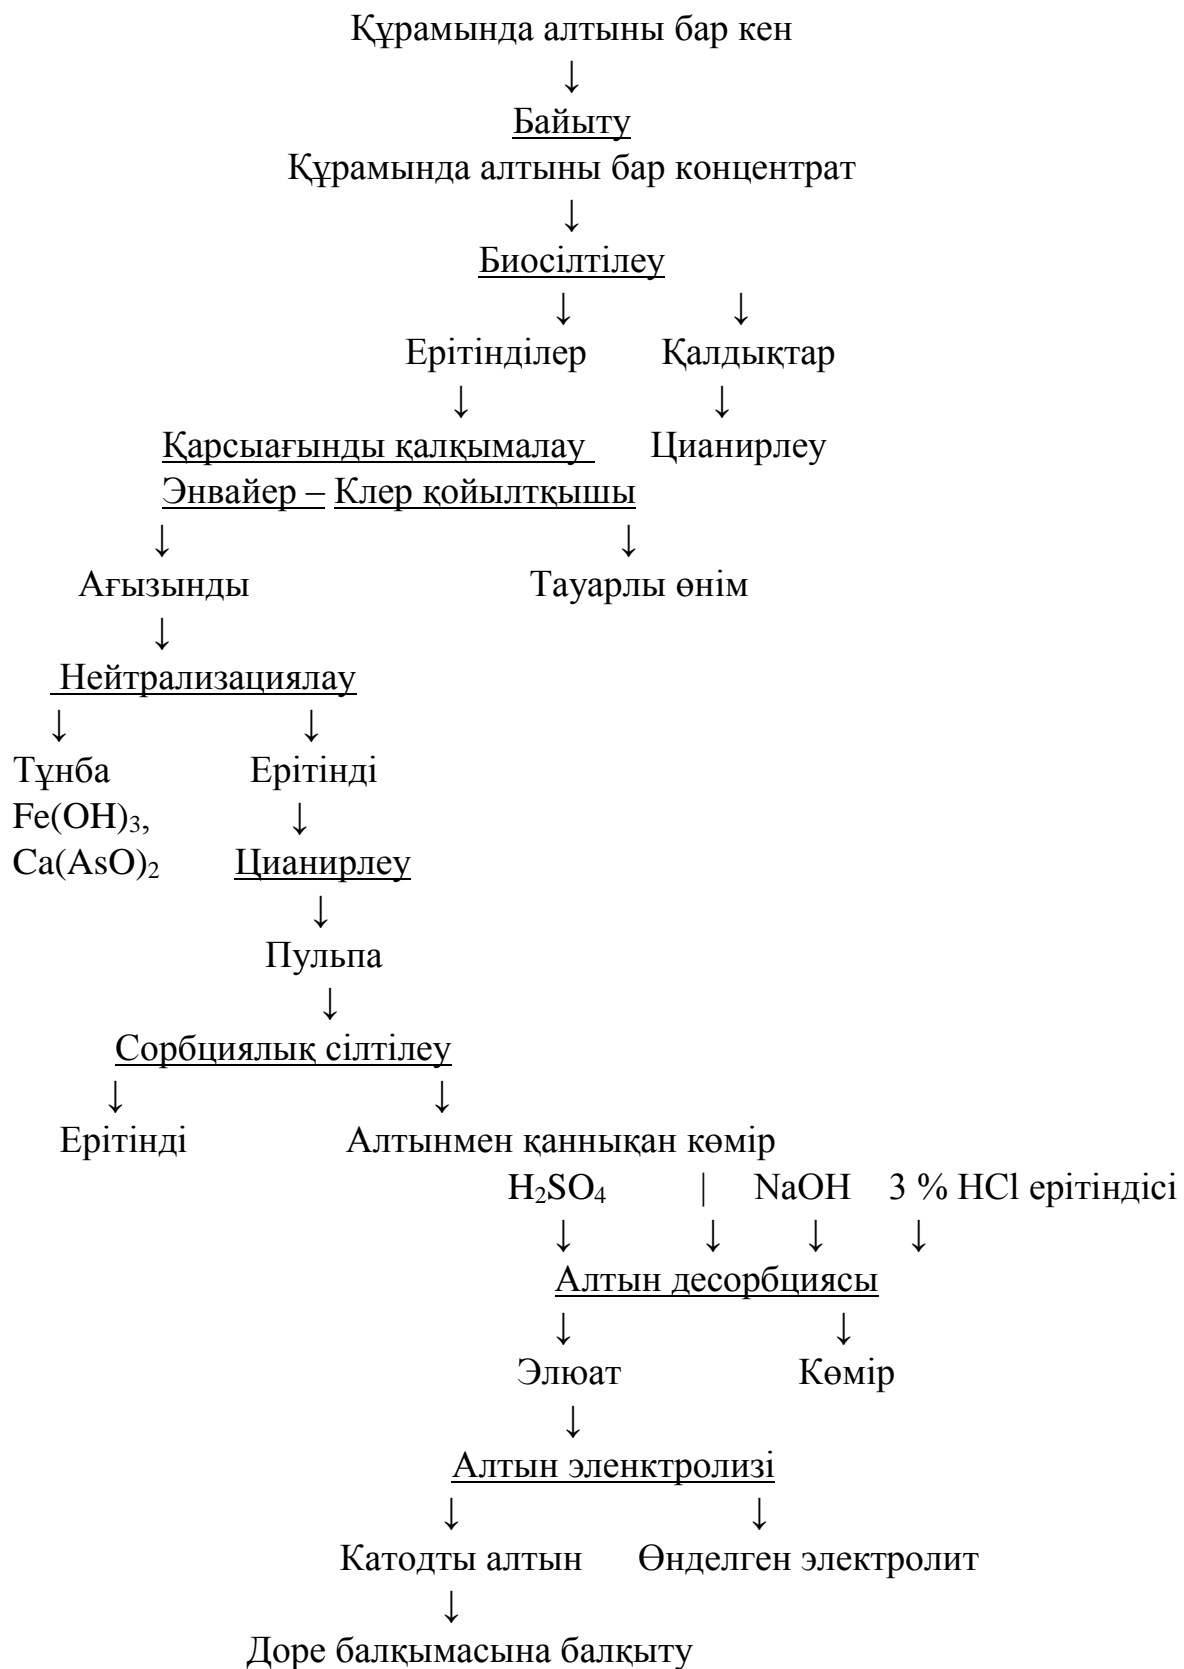 Құрамында алтыны бар кен
↓
Байыту
Құрамында алтыны бар концентрат
↓
Биосілтілеу
↓ ↓
Ерітінділер Қалдықтар
↓ ↓
Қарсыағынды қалқымалау Цианирлеу
Энвайер – Клер қойылтқышы
↓ ↓
Ағызынды Тауарлы өнім
↓
Нейтрализациялау
↓ ↓
Тұнба Ерітінді
Fe(OH)₃, ↓
Ca(AsO)₂ Цианирлеу
↓
Пульпа
↓
Сорбциялық сілтілеу
↓ ↓
Ерітінді Алтынмен қаннықан көмір
H₂SO₄ | NaOH 3 % HCl ерітіндісі
↓ ↓ ↓ ↓
Алтын десорбциясы
↓ ↓
Элюат Көмір
↓
Алтын эленктролизі
↓ ↓
Катодты алтын Өнделген электролит
↓
Доре балқымасына балқыту